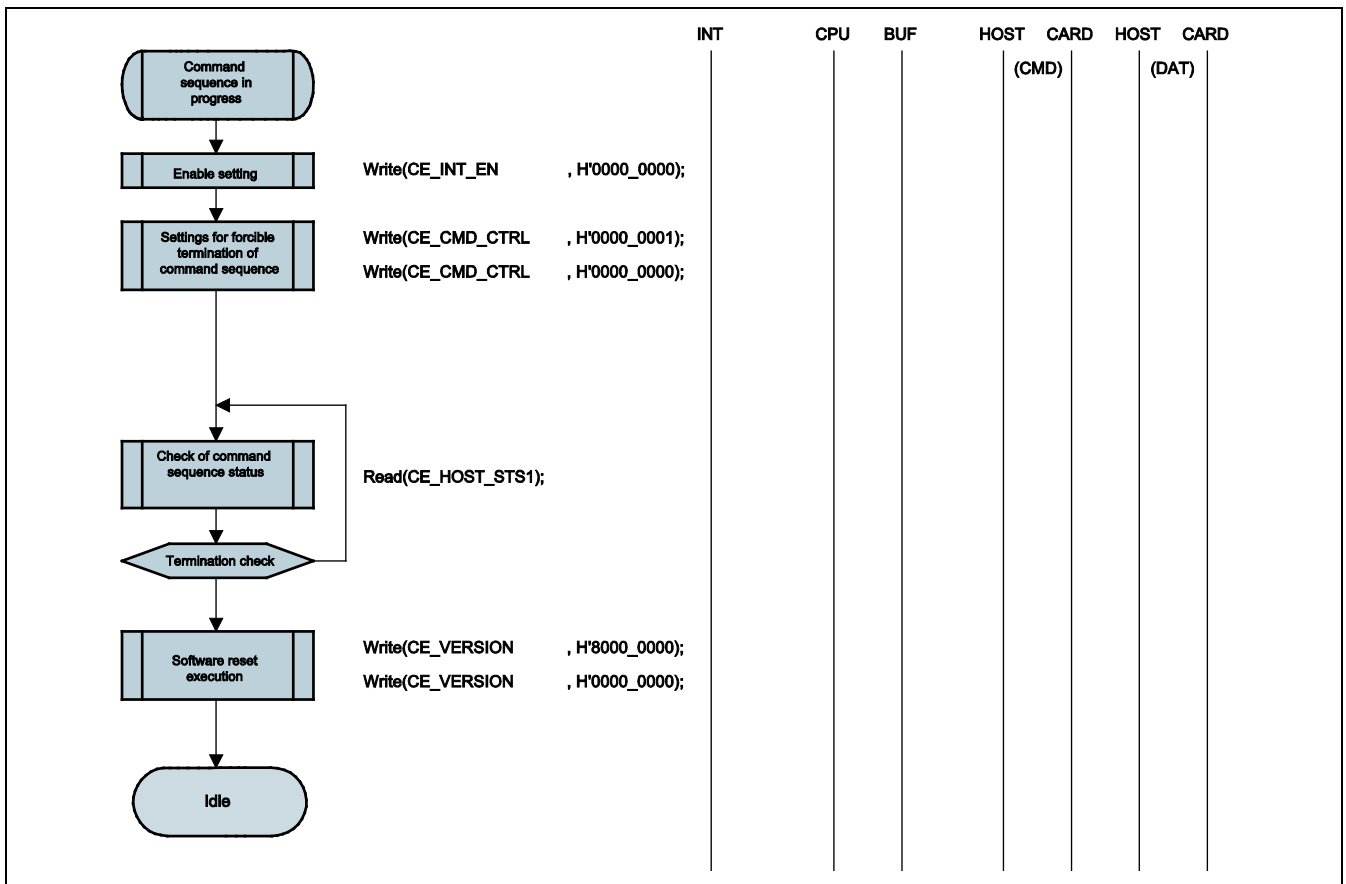 INT CPU BUF HOST CARD HOST CARD
(CMD) (DAT)
Command
sequence in
progress
Enable setting
Write(CE_INT_EN , H'0000_0000);
Settings for forcible
termination of
command sequence
Write(CE_CMD_CTRL , H'0000_0001);
Write(CE_CMD_CTRL , H'0000_0000);
Check of command
sequence status
Read(CE_HOST_STS1);
Termination check
Software reset
execution
Write(CE_VERSION , H'8000_0000);
Write(CE_VERSION , H'0000_0000);
Idle